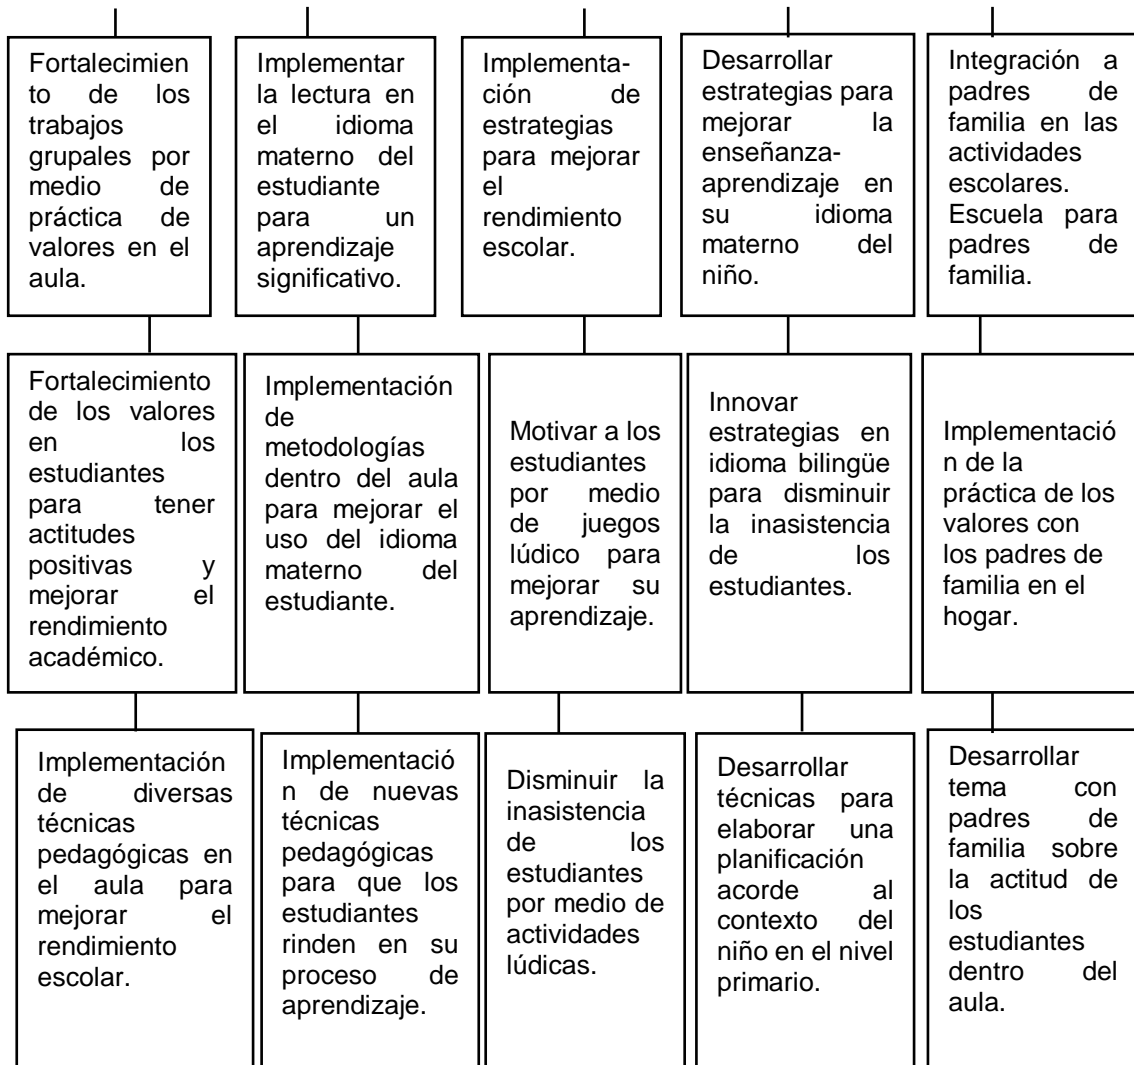 Fortalecimien
to de los
trabajos
grupales por
medio de
práctica de
valores en el
aula.
Implementar
la lectura en
el idioma
materno del
estudiante
para un
aprendizaje
significativo.
Implementa-
ción de
estrategias
para mejorar
el
rendimiento
escolar.
Desarrollar
estrategias para
mejorar la
enseñanza-
aprendizaje en
su idioma
materno del
niño.
Integración a
padres de
familia en las
actividades
escolares.
Escuela para
padres de
familia.
Fortalecimiento
de los valores
en los
estudiantes
para tener
actitudes
positivas y
mejorar el
rendimiento
académico.
Implementación
de
metodologías
dentro del aula
para mejorar el
uso del idioma
materno del
estudiante.
Motivar a los
estudiantes
por medio
de juegos
lúdico para
mejorar su
aprendizaje.
Innovar
estrategias en
idioma bilingüe
para disminuir
la inasistencia
de los
estudiantes.
Implementació
n de la
práctica de los
valores con
los padres de
familia en el
hogar.
Implementación
de diversas
técnicas
pedagógicas en
el aula para
mejorar el
rendimiento
escolar.
Implementació
n de nuevas
técnicas
pedagógicas
para que los
estudiantes
rinden en su
proceso de
aprendizaje.
Disminuir la
inasistencia
de los
estudiantes
por medio de
actividades
lúdicas.
Desarrollar
técnicas para
elaborar una
planificación
acorde al
contexto del
niño en el nivel
primario.
Desarrollar
tema con
padres de
familia sobre
la actitud de
los
estudiantes
dentro del
aula.